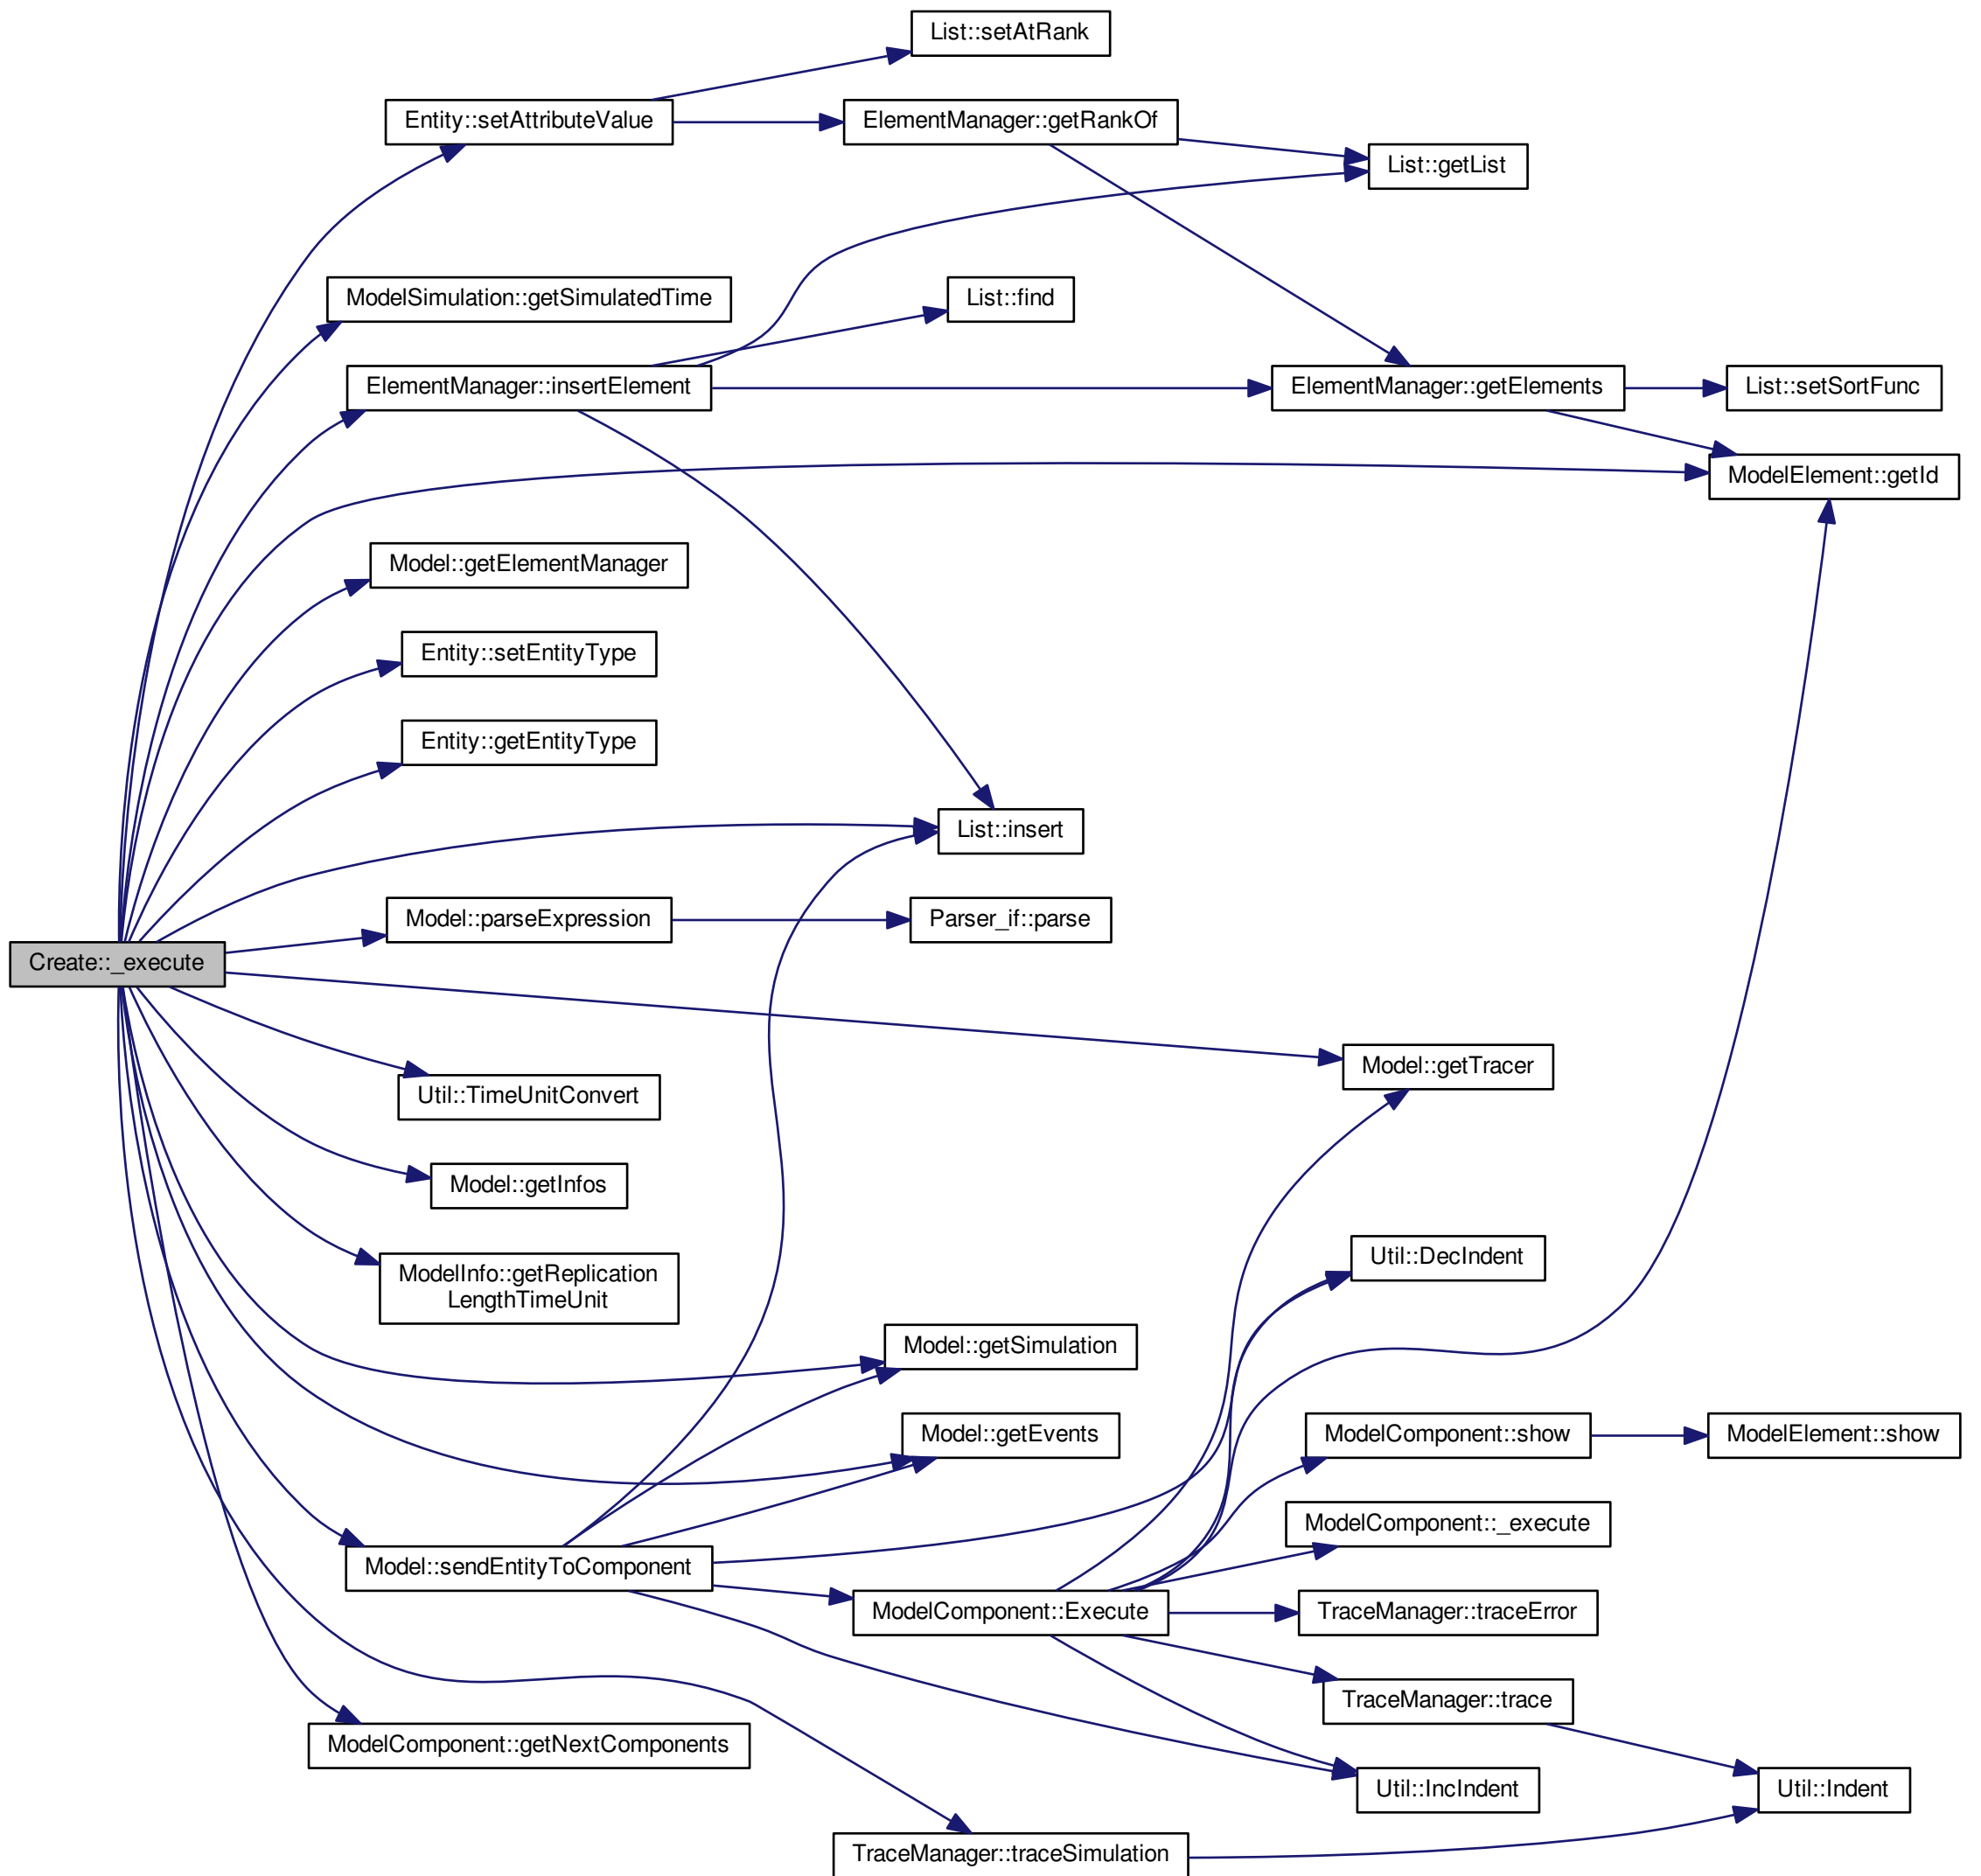 List::setAtRank
Entity::setAttributeValue
ElementManager::getRankOf
List::getList
ModelSimulation::getSimulatedTime
List::find
ElementManager::insertElement
ElementManager::getElements
List::setSortFunc
ModelElement::getId
Model::getElementManager
Entity::setEntityType
Entity::getEntityType
List::insert
Model::parseExpression
Parser_if::parse
Create::_execute
Model::getTracer
Util::TimeUnitConvert
Model::getInfos
Util::DecIndent
ModelInfo::getReplication
LengthTimeUnit
Model::getSimulation
Model::getEvents
ModelComponent::show
ModelElement::show
ModelComponent::_execute
Model::sendEntityToComponent
ModelComponent::Execute
TraceManager::traceError
TraceManager::trace
ModelComponent::getNextComponents
Util::IncIndent
Util::Indent
TraceManager::traceSimulation